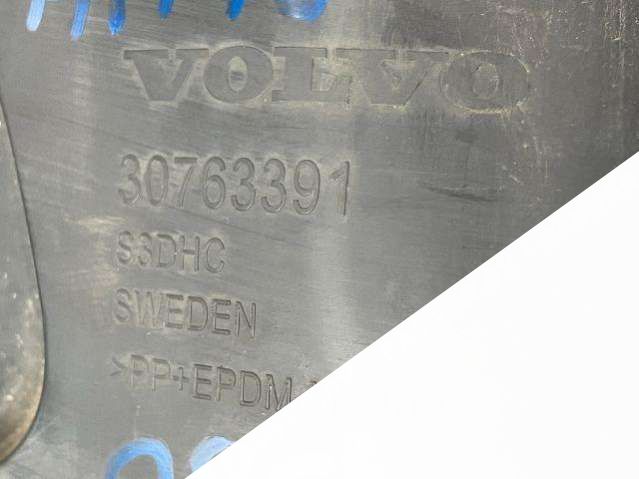 VOLVO
30763391
S3DHC
SWEDEN
>PP+EPDM